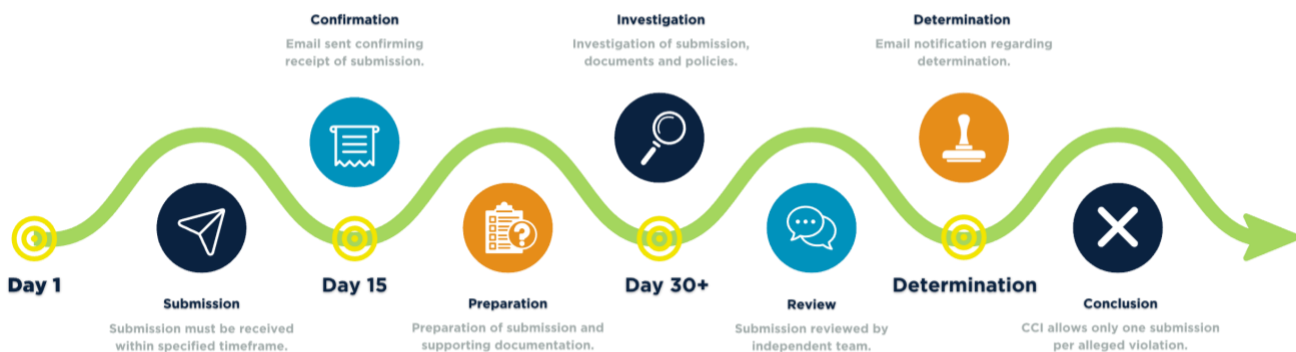 Confirmation
Email sent confirming
receipt of submission.
Investigation
Investigation of submission,
documents and policies.
Determination
Email notification regarding
determination.
Day 1
Submission
Submission must be received
within specified timeframe.
Day 15
Preparation
Preparation of submission and
supporting documentation.
Day 30+
Review
Submission reviewed by
independent team.
Determination
Conclusion
CCI allows only one submission
per alleged violation.